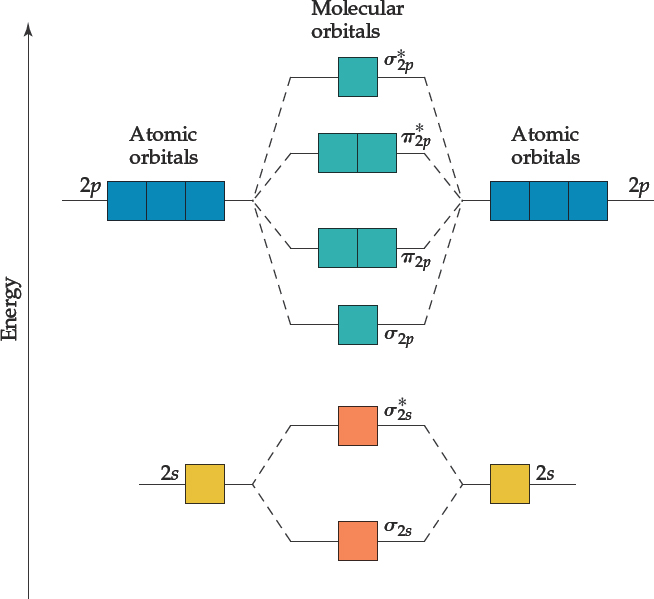 Molecular
orbitals
σ*2p
Atomic
orbitals
π*2p
Atomic
orbitals
2p
2p
π2p
σ2p
Energy
σ*2s
2s
2s
σ2s